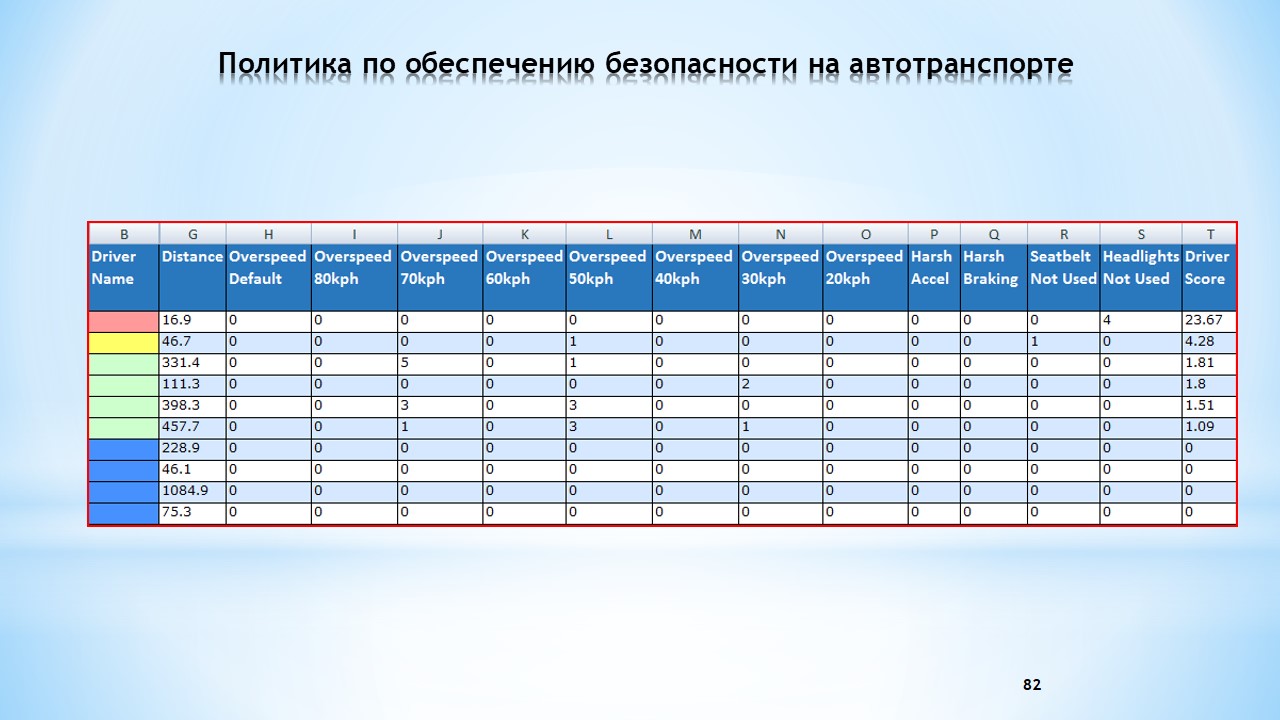 Политика по обеспечению безопасности на автотранспорте
B G H I J K L M N O P Q R S T
Driver Name Distance Overspeed Default Overspeed 80kph Overspeed 70kph Overspeed 60kph Overspeed 50kph Overspeed 40kph Overspeed 30kph Overspeed 20kph Harsh Accel Harsh Braking Seatbelt Not Used Headlights Not Used Driver Score
16.9 0 0 0 0 0 0 0 0 0 0 0 4 23.67
46.7 0 0 0 0 1 0 0 0 0 0 1 0 4.28
331.4 0 0 5 0 1 0 0 0 0 0 0 0 1.81
111.3 0 0 0 0 0 0 2 0 0 0 0 0 1.8
398.3 0 0 3 0 3 0 0 0 0 0 0 0 1.51
457.7 0 0 1 0 3 0 1 0 0 0 0 0 1.09
228.9 0 0 0 0 0 0 0 0 0 0 0 0 0
46.1 0 0 0 0 0 0 0 0 0 0 0 0 0
1084.9 0 0 0 0 0 0 0 0 0 0 0 0 0
75.3 0 0 0 0 0 0 0 0 0 0 0 0 0
82